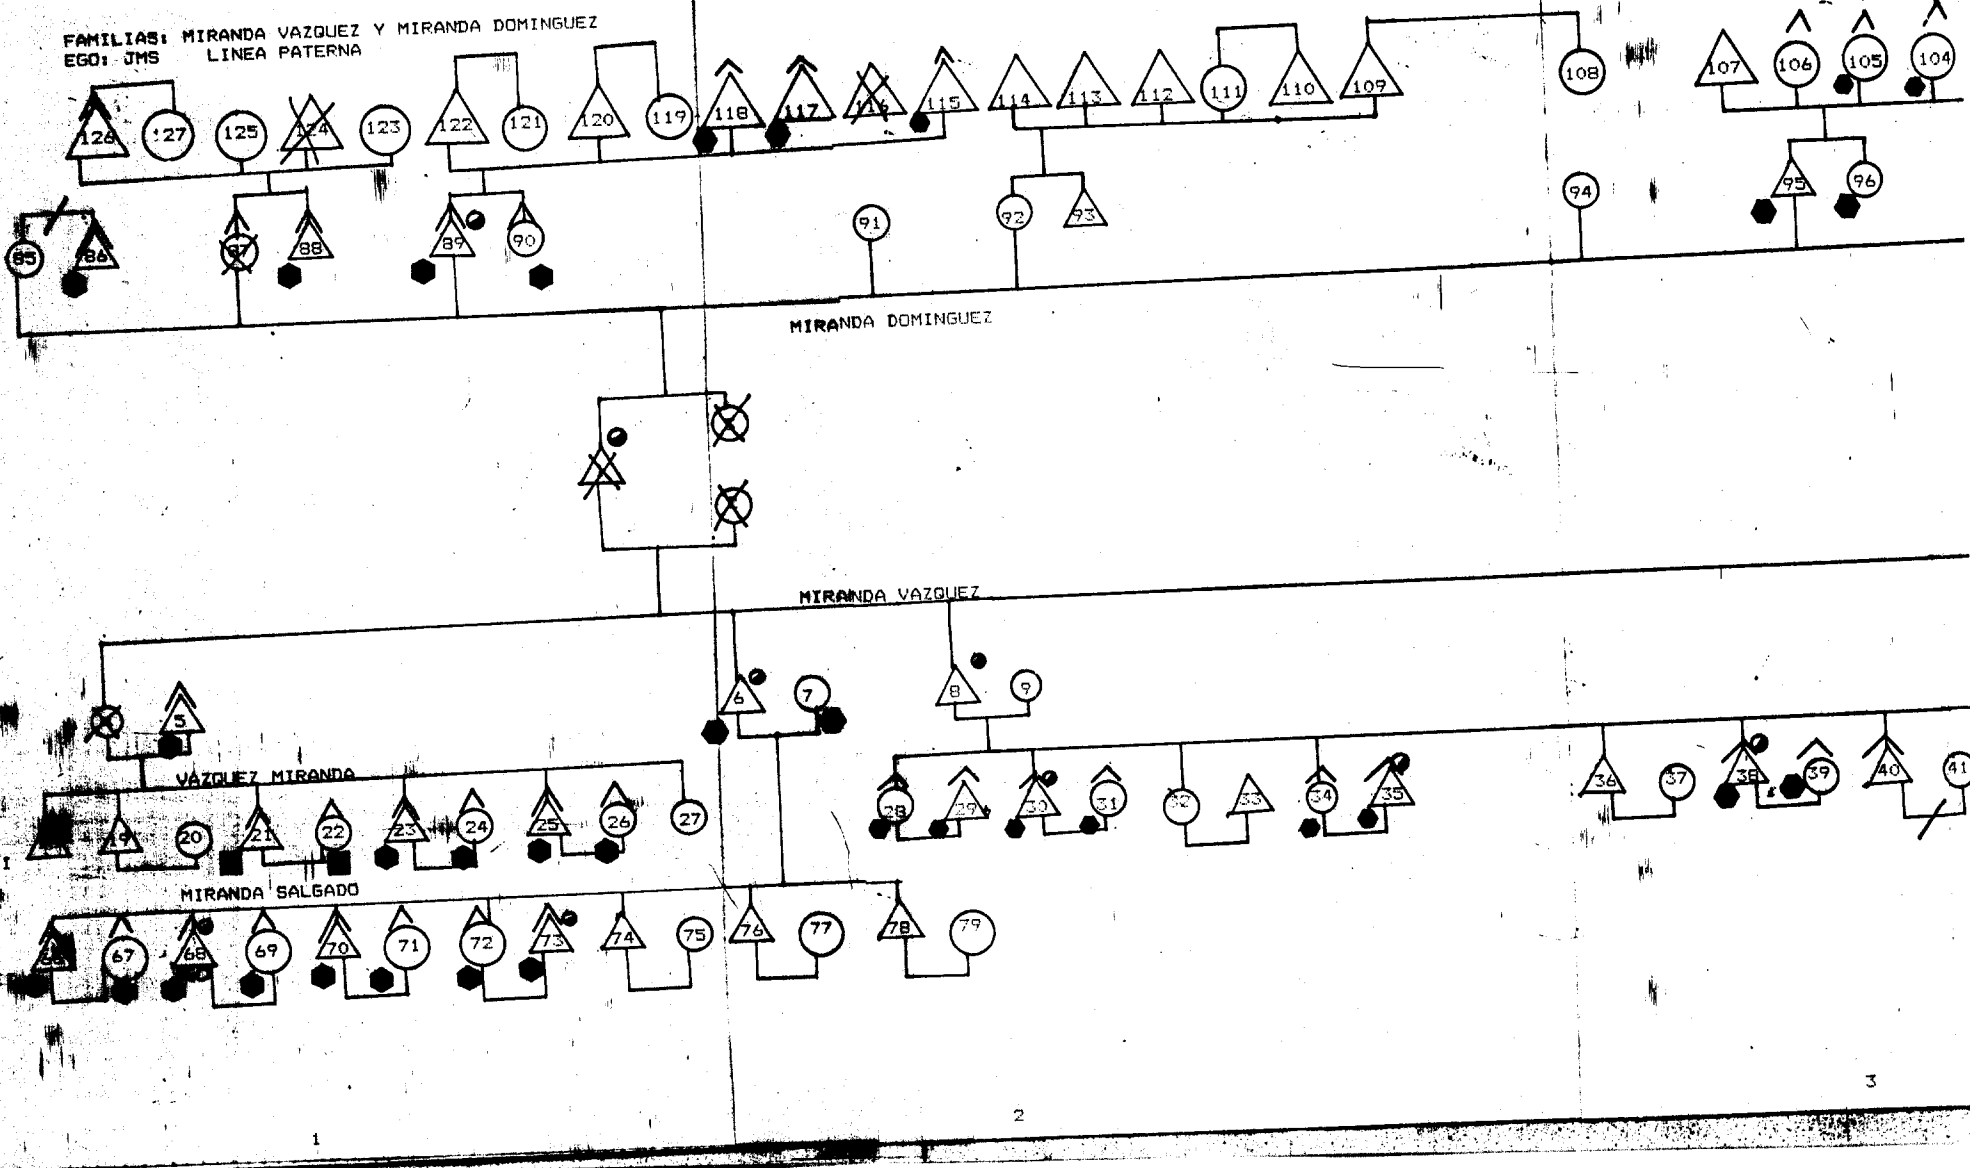 FAMILIAS: MIRANDA VAZQUEZ Y MIRANDA DOMINGUEZ
EGO: JMS LINEA PATERNA
126 127 125 124 123 122 121 120 119 118 117 116 115 114 113 112 111 110 109 108 107 106 105 104
85 86 87 88 89 90 91 92 93 94 95 96
MIRANDA DOMINGUEZ
MIRANDA VAZQUEZ
5 6 7 8 9
VAZQUEZ MIRANDA
19 20 21 22 23 24 25 26 27 28 29 30 31 32 33 34 35 36 37 38 39 40 41
MIRANDA SALGADO
67 68 69 70 71 72 73 74 75 76 77 78 79
1 2 3